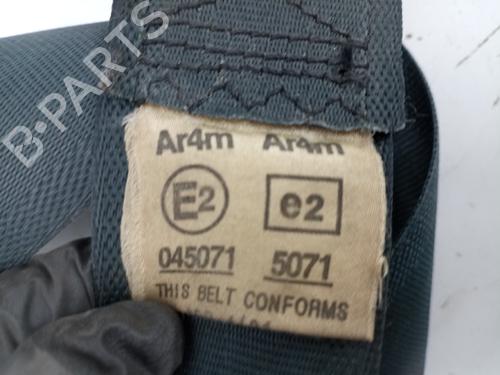 B-PARTS
Ar4m Ar4m
E2 e2
045071 5071
THIS BELT CONFORMS